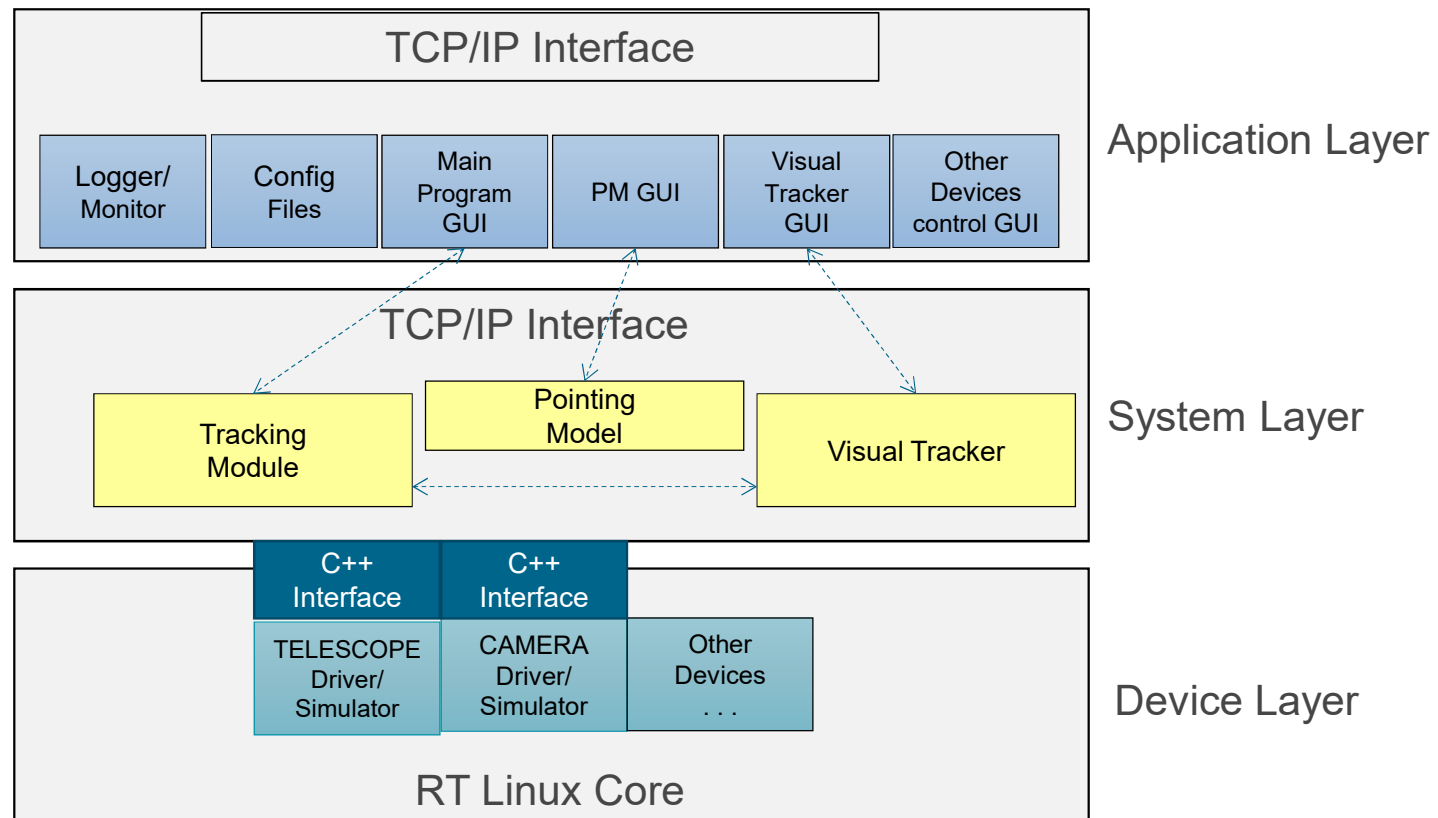 TCP/IP Interface
Application Layer
Logger/
Monitor
Config
Files
Main
Program
GUI
PM GUI
Visual
Tracker
GUI
Other
Devices
control GUI
TCP/IP Interface
System Layer
Tracking
Module
Pointing
Model
Visual Tracker
C++
Interface
C++
Interface
TELESCOPE
Driver/
Simulator
CAMERA
Driver/
Simulator
Other
Devices
. . .
Device Layer
RT Linux Core